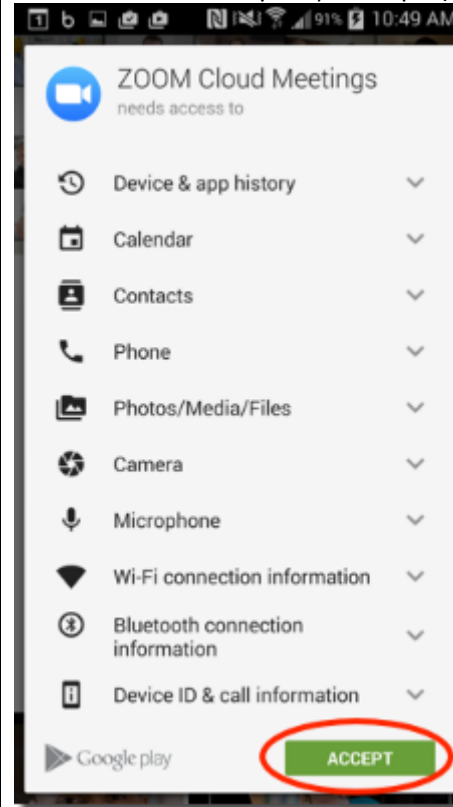 91% 10:49 AM
ZOOM Cloud Meetings
needs access to
Device & app history
Calendar
Contacts
Phone
Photos/Media/Files
Camera
Microphone
Wi-Fi connection information
Bluetooth connection
information
Device ID & call information
Google play
ACCEPT